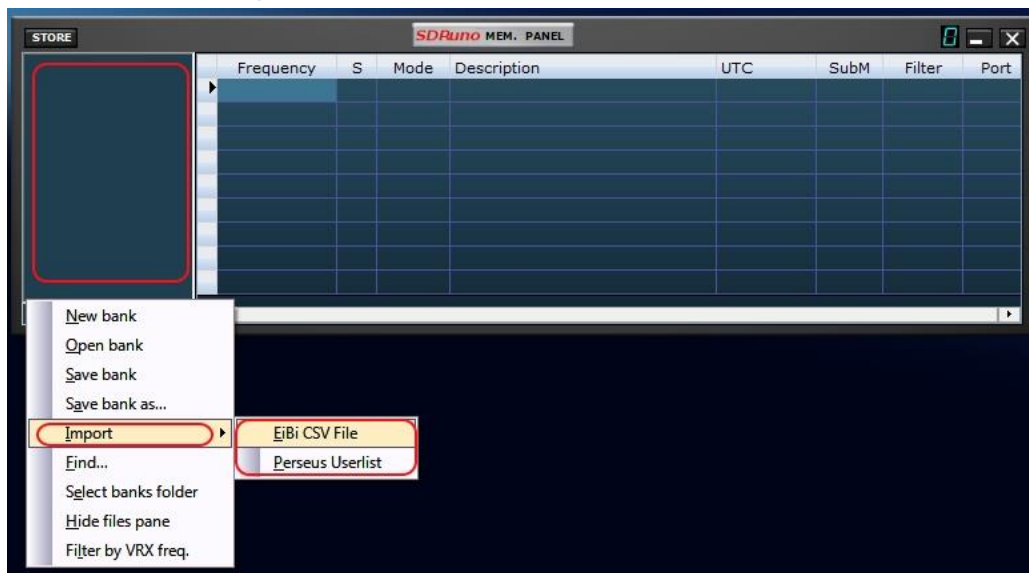 STORE SDRuno MEM. PANEL 0
Frequency S Mode Description UTC SubM Filter Port
New bank
Open bank
Save bank
Save bank as...
Import EiBi CSV File
Find... Perseus Userlist
Select banks folder
Hide files pane
Filter by VRX freq.